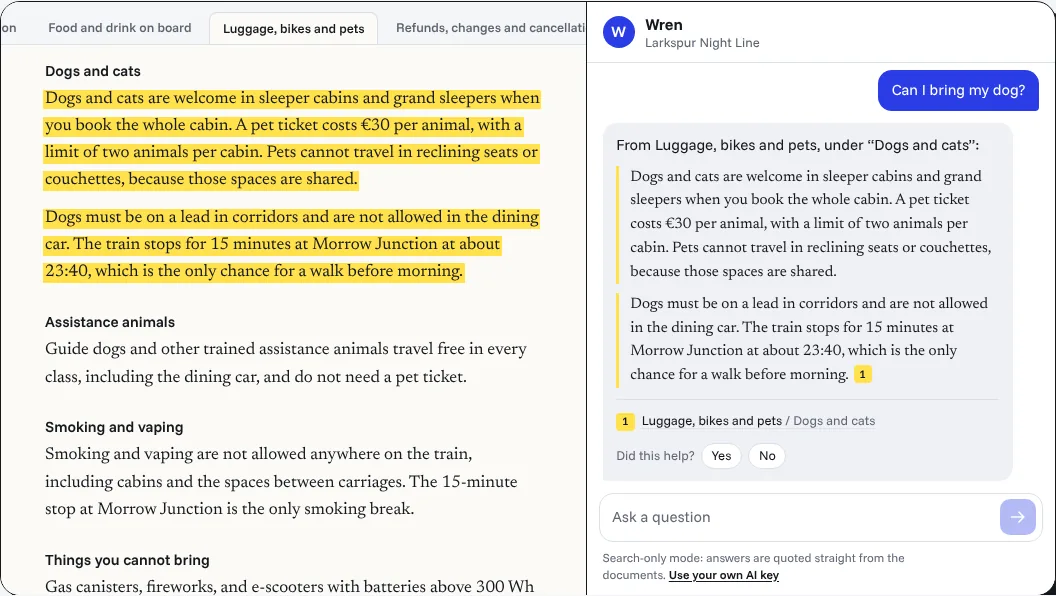 on
Food and drink on board
Luggage, bikes and pets
Refunds, changes and cancellati
Dogs and cats
Dogs and cats are welcome in sleeper cabins and grand sleepers when
you book the whole cabin. A pet ticket costs €30 per animal, with a
limit of two animals per cabin. Pets cannot travel in reclining seats or
couchettes, because those spaces are shared.
Dogs must be on a lead in corridors and are not allowed in the dining
car. The train stops for 15 minutes at Morrow Junction at about
23:40, which is the only chance for a walk before morning.
Assistance animals
Guide dogs and other trained assistance animals travel free in every
class, including the dining car, and do not need a pet ticket.
Smoking and vaping
Smoking and vaping are not allowed anywhere on the train,
including cabins and the spaces between carriages. The 15-minute
stop at Morrow Junction is the only smoking break.
Things you cannot bring
Gas canisters, fireworks, and e-scooters with batteries above 300 Wh
W
Wren
Larkspur Night Line
Can I bring my dog?
From Luggage, bikes and pets, under “Dogs and cats”:
Dogs and cats are welcome in sleeper cabins and grand
sleepers when you book the whole cabin. A pet ticket
costs €30 per animal, with a limit of two animals per
cabin. Pets cannot travel in reclining seats or couchettes,
because those spaces are shared.
Dogs must be on a lead in corridors and are not allowed
in the dining car. The train stops for 15 minutes at
Morrow Junction at about 23:40, which is the only
chance for a walk before morning. 1
1 Luggage, bikes and pets / Dogs and cats
Did this help? Yes No
Ask a question
Search-only mode: answers are quoted straight from the
documents. Use your own AI key